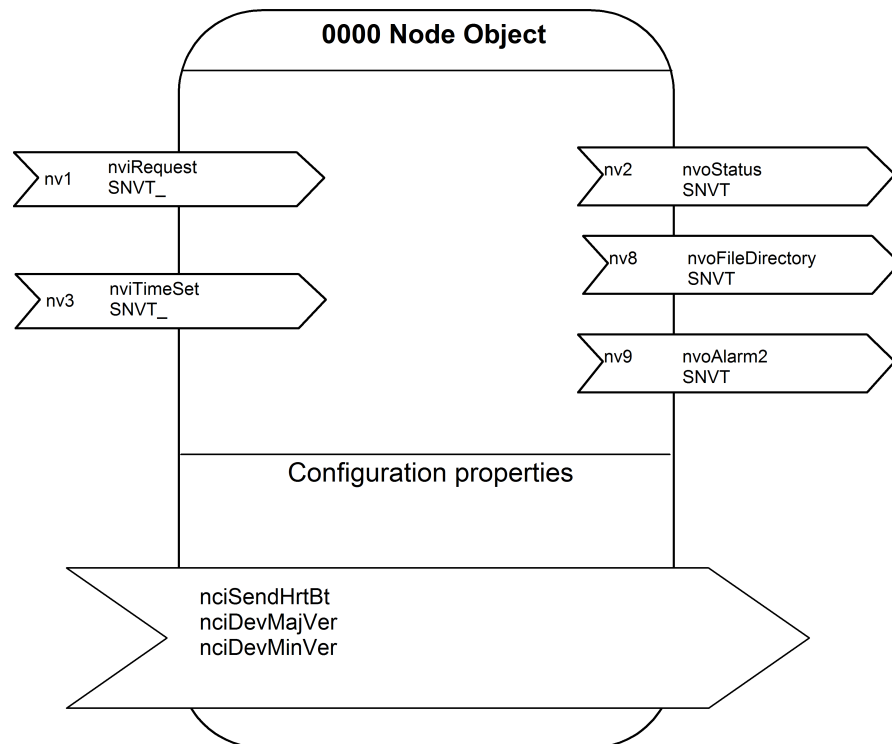 0000 Node Object
nv1
nviRequest
SNVT_
nv2
nvoStatus
SNVT
nv8
nvoFileDirectory
SNVT
nv3
nviTimeSet
SNVT_
nv9
nvoAlarm2
SNVT
Configuration properties
nciSendHrtBt
nciDevMajVer
nciDevMinVer